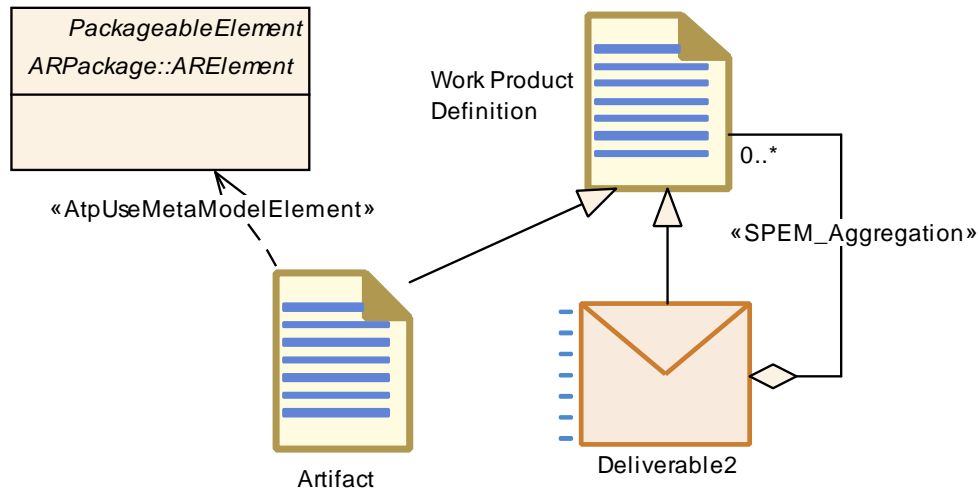 PackageableElement
ARPackage::ARElement
Work Product
Definition
0..*
«AtpUseMetaModelElement»
«SPEM_Aggregation»
Artifact
Deliverable2